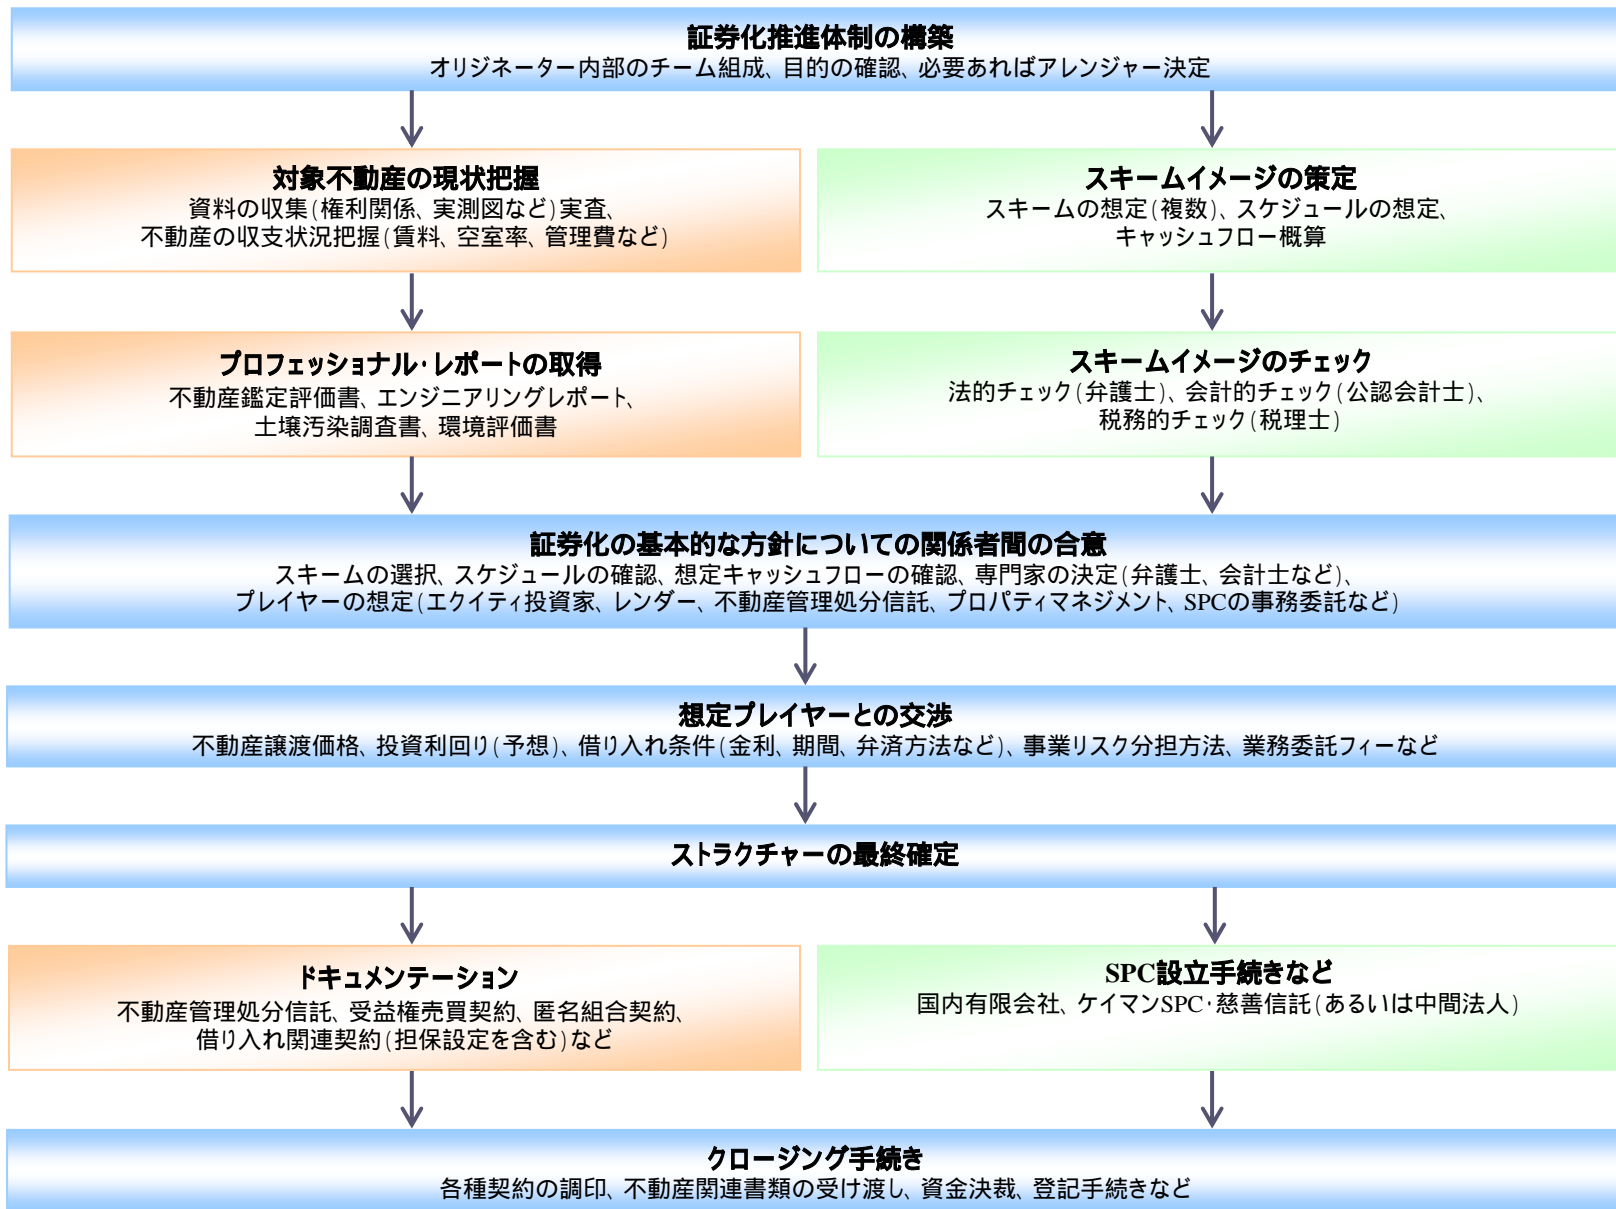 証券化推進体制の構築
オリジネーター内部のチーム組成、目的の確認、必要あればアレンジャー決定
対象不動産の現状把握
資料の収集(権利関係、実測図など)実査、
不動産の収支状況把握(賃料、空室率、管理費など)
スキームイメージの策定
スキームの想定(複数)、スケジュールの想定、
キャッシュフロー概算
プロフェッショナル・レポートの取得
不動産鑑定評価書、エンジニアリングレポート、
土壌汚染調査書、環境評価書
スキームイメージのチェック
法的チェック(弁護士)、会計的チェック(公認会計士)、
税務的チェック(税理士)
証券化の基本的な方針についての関係者間の合意
スキームの選択、スケジュールの確認、想定キャッシュフローの確認、専門家の決定(弁護士、会計士など)、
プレイヤーの想定(エクイティ投資家、レンダー、不動産管理処分信託、プロパティマネジメント、SPCの事務委託など)
想定プレイヤーとの交渉
不動産譲渡価格、投資利回り(予想)、借り入れ条件(金利、期間、弁済方法など)、事業リスク分担方法、業務委託フィーなど
ストラクチャーの最終確定
ドキュメンテーション
不動産管理処分信託、受益権売買契約、匿名組合契約、
借り入れ関連契約(担保設定を含む)など
SPC設立手続きなど
国内有限会社、ケイマンSPC・慈善信託(あるいは中間法人)
クロージング手続き
各種契約の調印、不動産関連書類の受け渡し、資金決裁、登記手続きなど